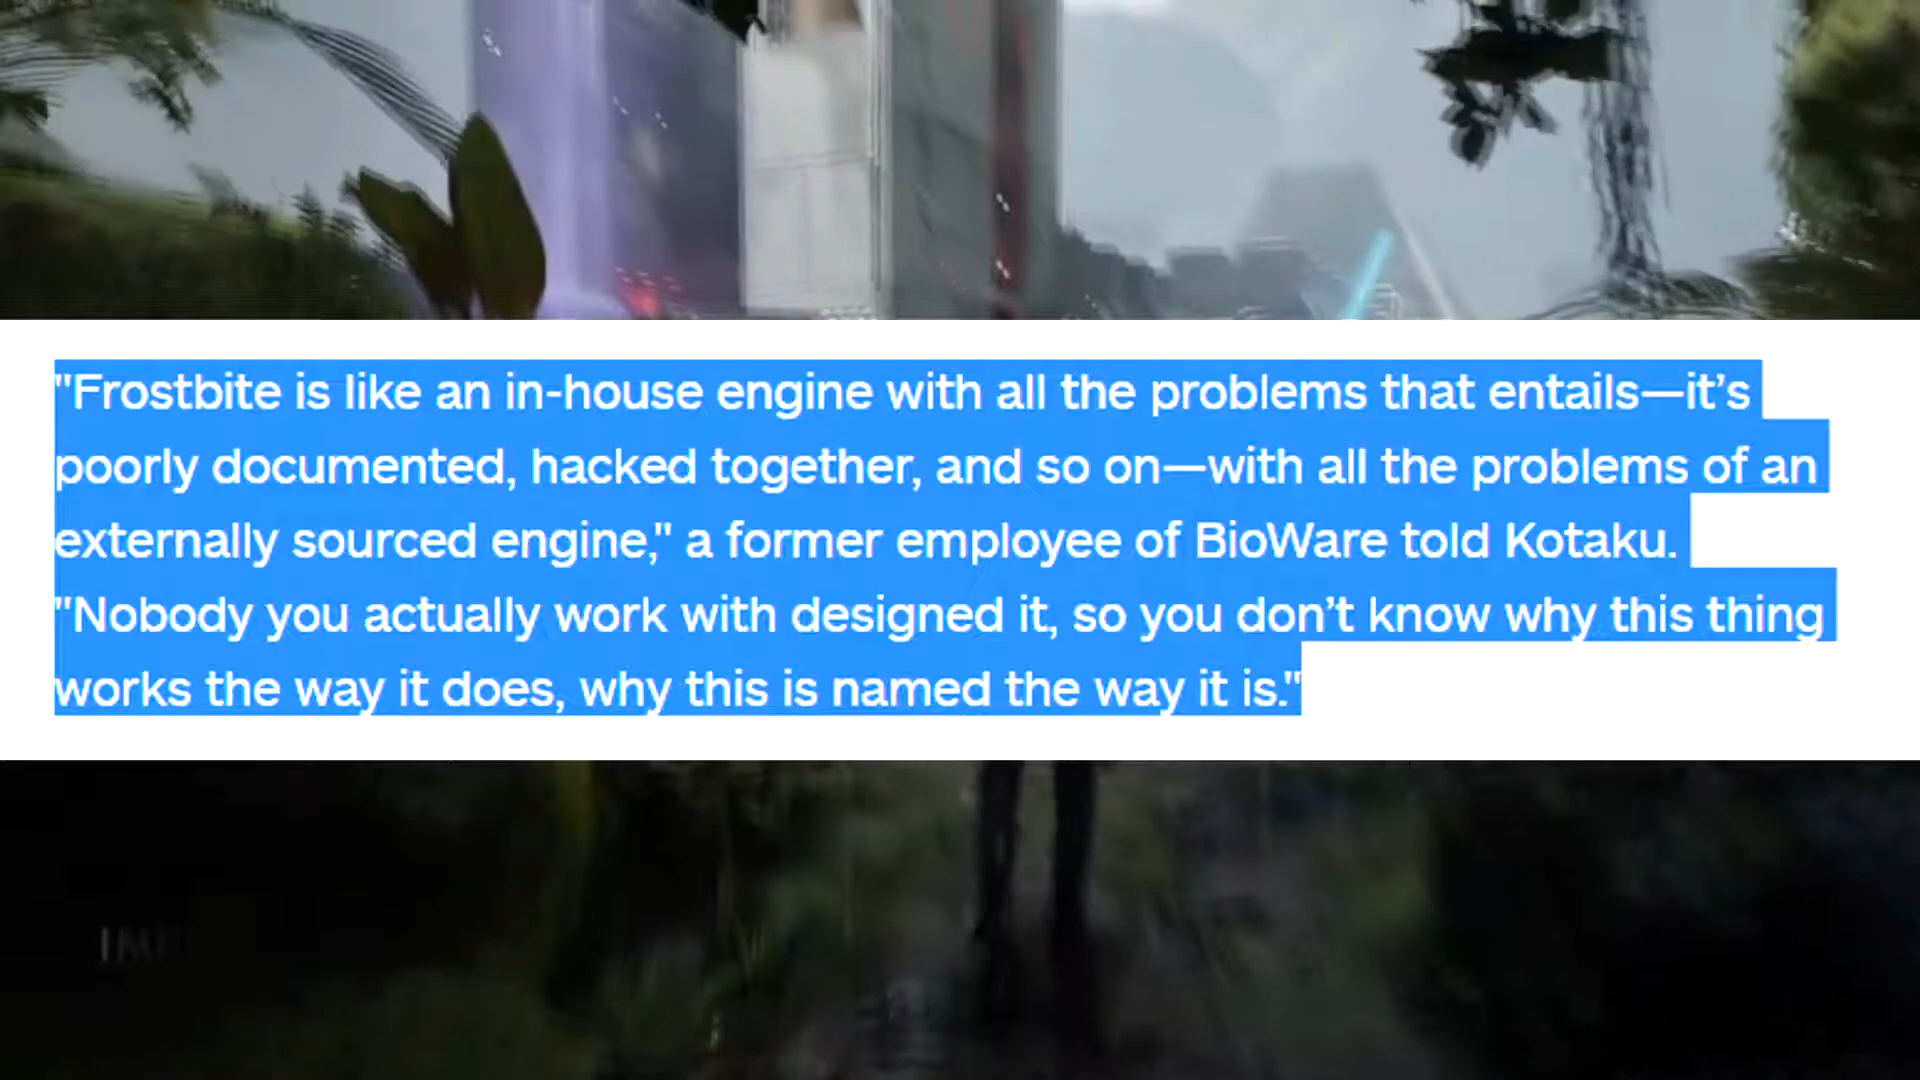 "Frostbite is like an in-house engine with all the problems that entails—it’s
poorly documented, hacked together, and so on—with all the problems of an
externally sourced engine," a former employee of BioWare told Kotaku.
"Nobody you actually work with designed it, so you don’t know why this thing
works the way it does, why this is named the way it is."